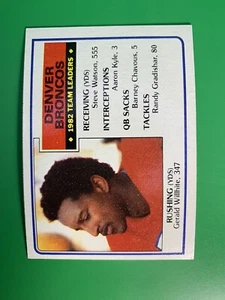 DENVER BRONCOS
1982 TEAM LEADERS
RECEIVING (YDS)
Steve Watson, 555
INTERCEPTIONS
Aaron Kyle, 3
QB SACKS
Barney Chavous, 5
TACKLES
Randy Gradishar, 80
RUSHING (YDS)
Gerald Willhite, 347